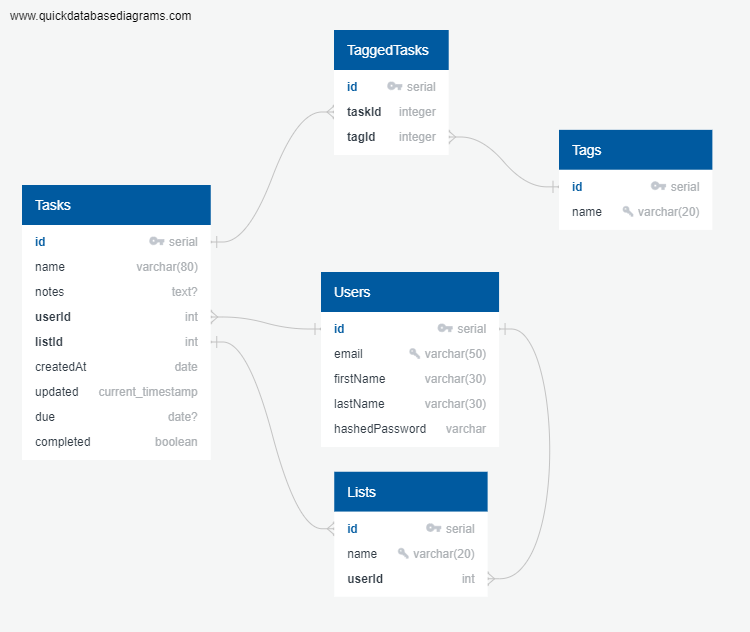 www.quickdatabasediagrams.com
TaggedTasks
id serial
taskId integer
tagId integer
Tags
id serial
name varchar(20)
Tasks
id serial
name varchar(80)
notes text?
userId int
listId int
createdAt date
updated current_timestamp
due date?
completed boolean
Users
id serial
email varchar(50)
firstName varchar(30)
lastName varchar(30)
hashedPassword varchar
Lists
id serial
name varchar(20)
userId int